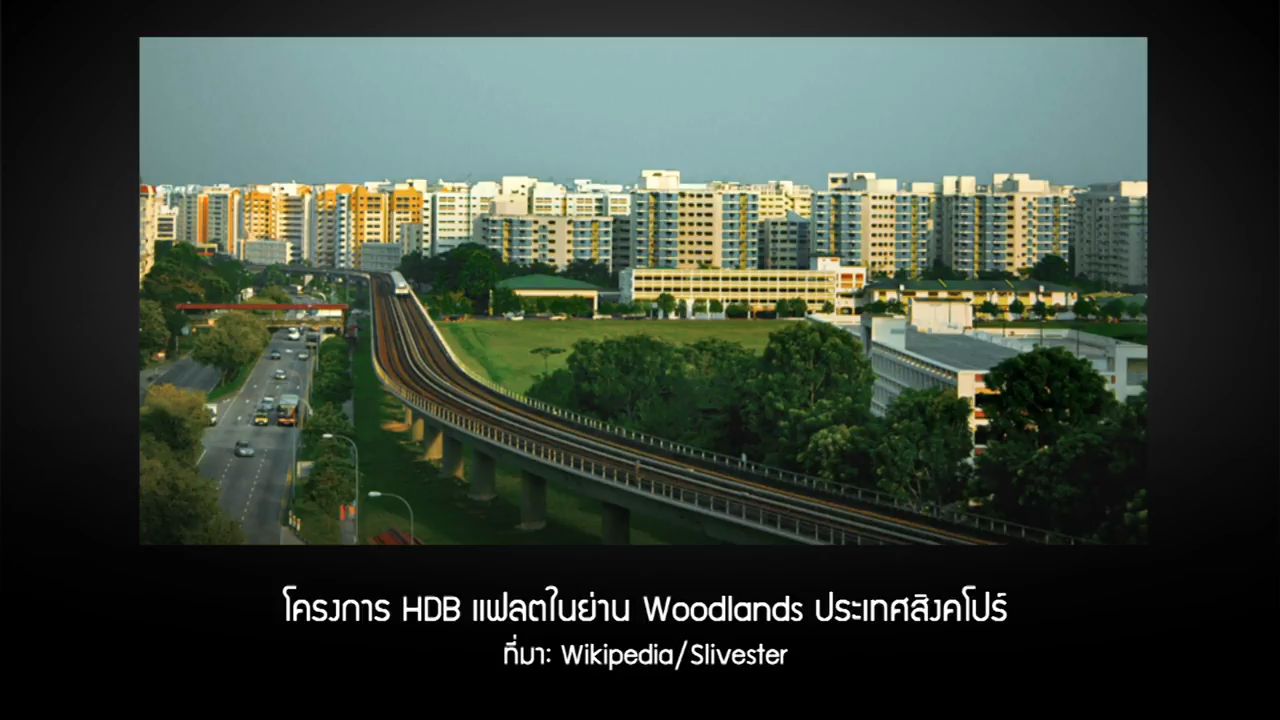 โครงการ HDB แฟลตในย่าน Woodlands ประเทศสิงคโปร์
ที่มา: Wikipedia/Slivester